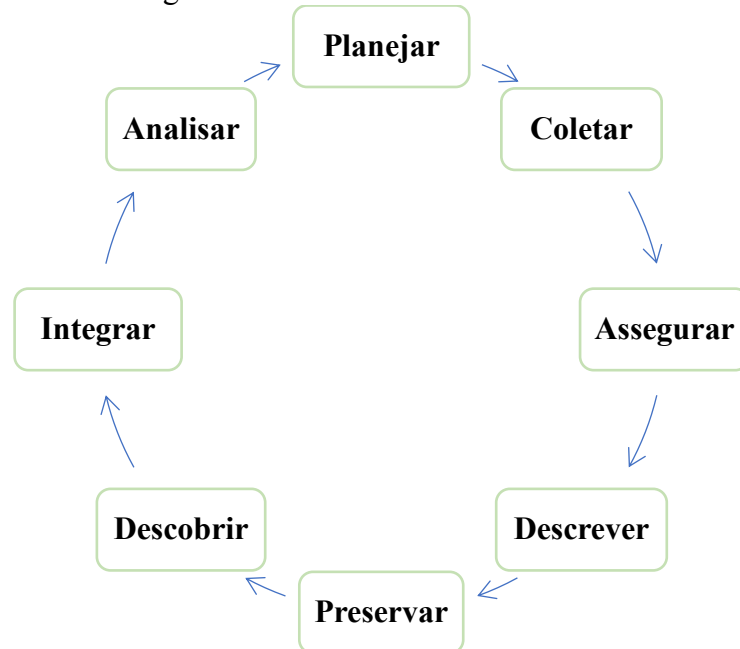 Planejar
Coletar
Assegurar
Descrever
Preservar
Descobrir
Integrar
Analisar